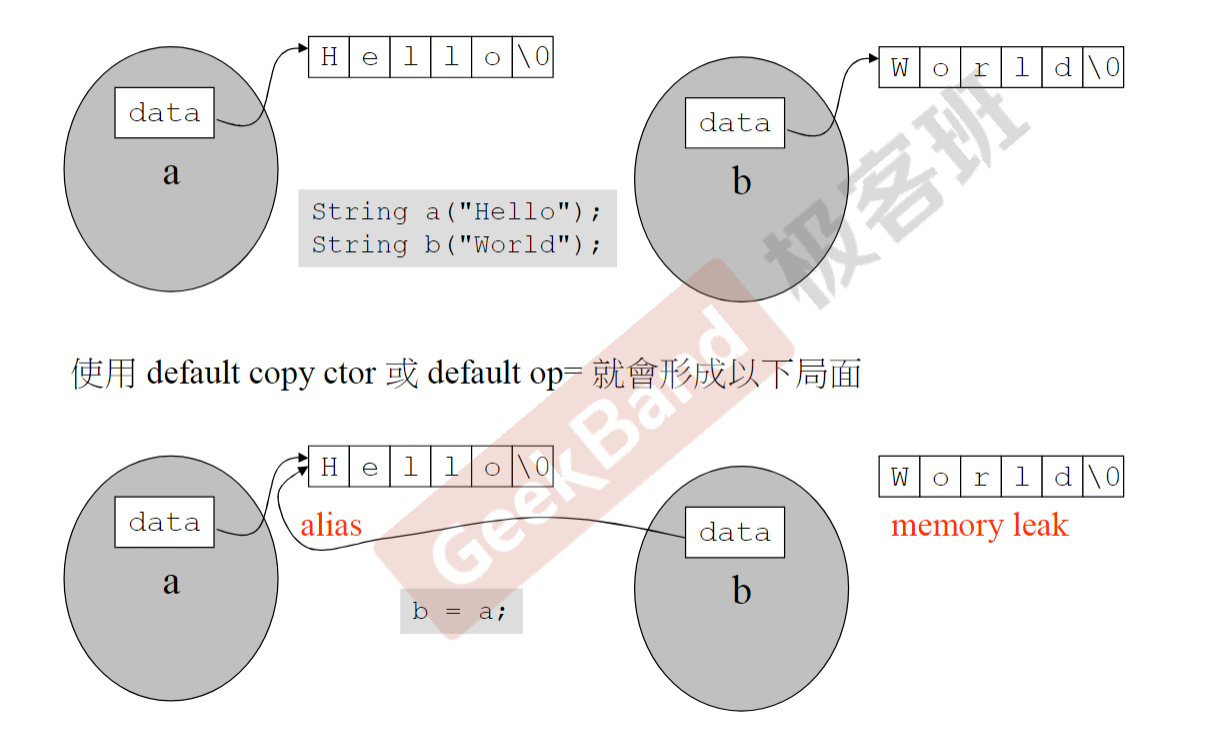 H e l l o \0
W o r l d \0
data
data
a
b
String a("Hello");
String b("World");
极客班
使用 default copy ctor 或 default op= 就會形成以下局面
GeekBand
H e l l o \0
W o r l d \0
data
alias
data
memory leak
a
b
b = a;